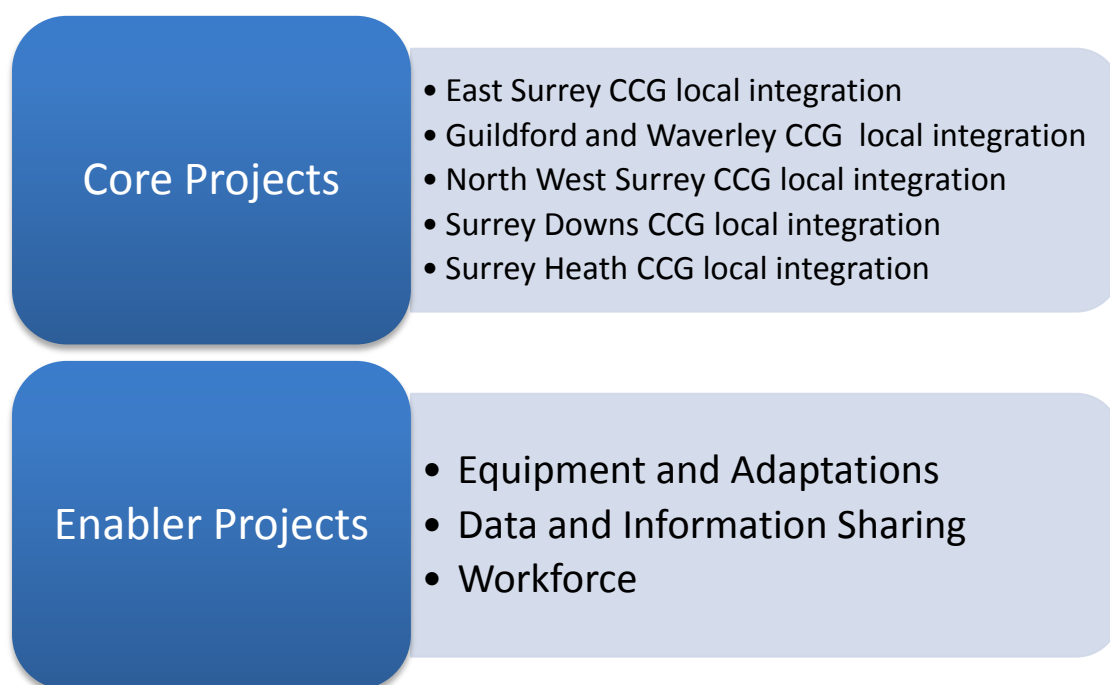 Core Projects
• East Surrey CCG local integration
• Guildford and Waverley CCG  local integration
• North West Surrey CCG local integration
• Surrey Downs CCG local integration
• Surrey Heath CCG local integration
Enabler Projects
• Equipment and Adaptations
• Data and Information Sharing
• Workforce